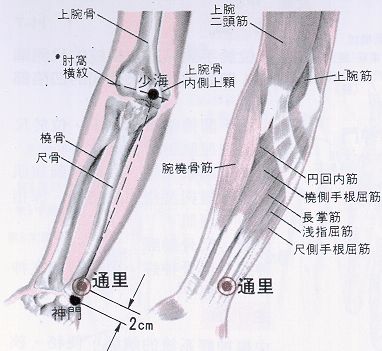 上腕骨
肘窩
横紋
少海
上腕骨
内側上顆
橈骨
尺骨
通里
神門
2cm
上腕
二頭筋
上腕筋
腕橈骨筋
円回内筋
橈側手根屈筋
長掌筋
浅指屈筋
尺側手根屈筋
通里